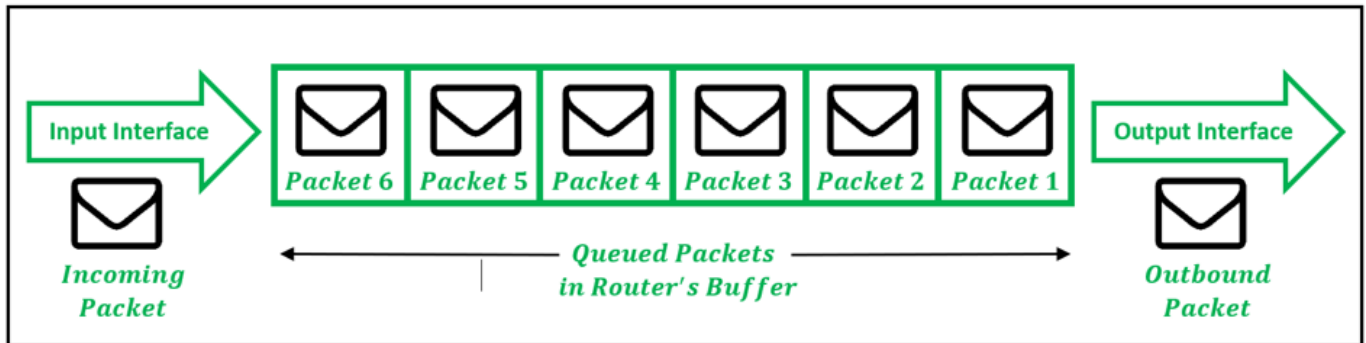 Input Interface
Packet 6
Packet 5
Packet 4
Packet 3
Packet 2
Packet 1
Output Interface
Incoming
Packet
Queued Packets
in Router's Buffer
Outbound
Packet